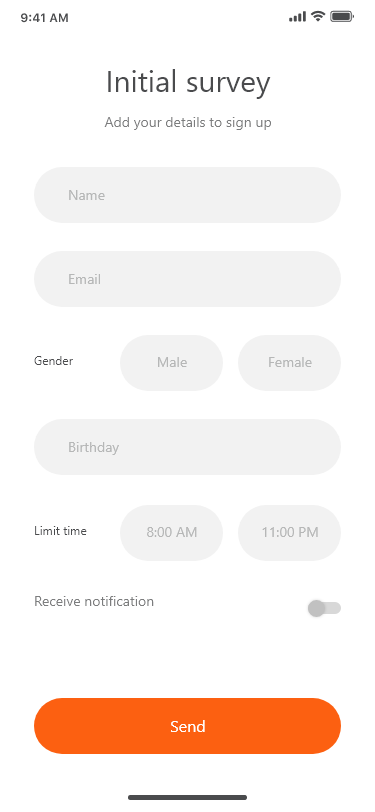 9:41 AM
Initial survey
Add your details to sign up
Name
Email
Gender Male Female
Birthday
Limit time 8:00 AM 11:00 PM
Receive notification
Send